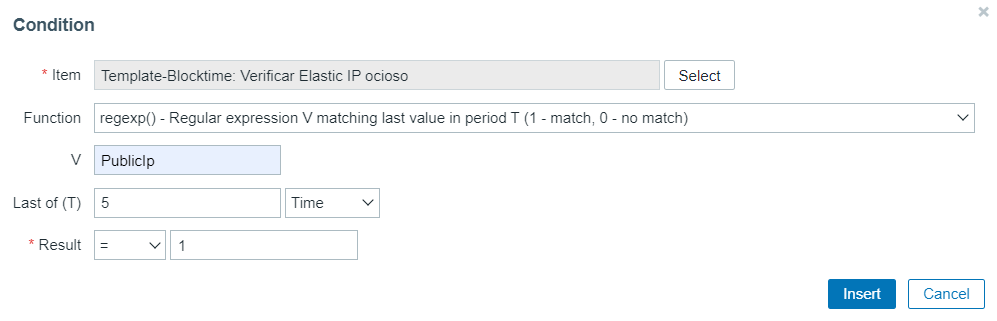 Condition
* Item Template-Blocktime: Verificar Elastic IP ocioso Select
Function regexp() - Regular expression V matching last value in period T (1 - match, 0 - no match)
V PublicIp
Last of (T) 5 Time
* Result = 1
Insert Cancel